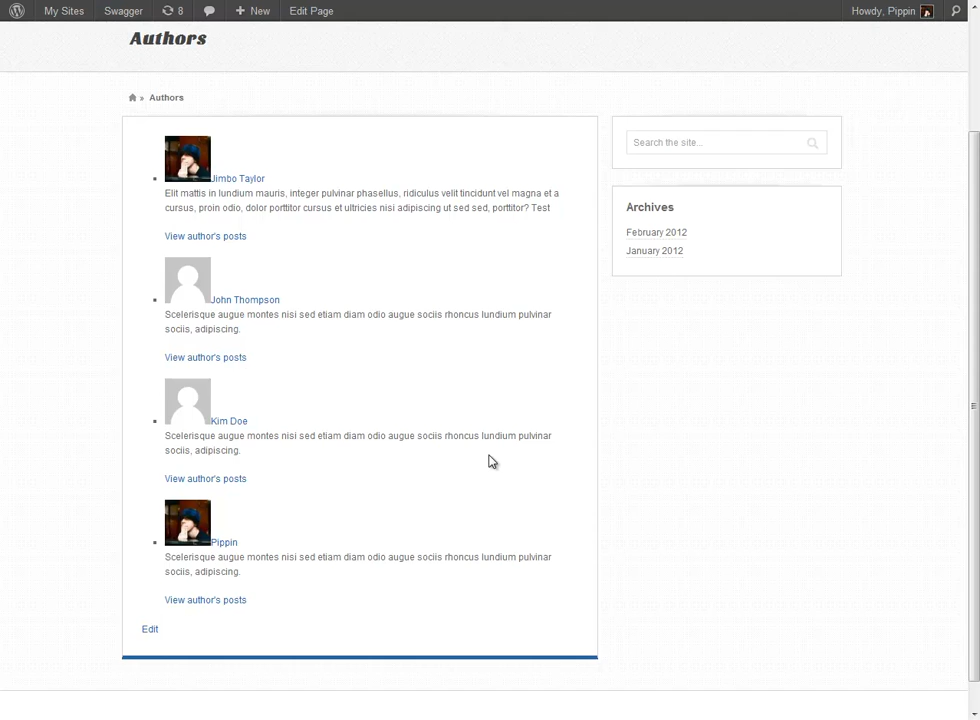 My Sites Swagger 8 + New Edit Page Howdy, Pippin
Authors
» Authors
Jimbo Taylor
Elit mattis in lundium mauris, integer pulvinar phasellus, ridiculus velit tincidunt vel magna et a
cursus, proin odio, dolor porttitor cursus et ultricies nisi adipiscing ut sed sed, porttitor? Test
View author's posts
John Thompson
Scelerisque augue montes nisi sed etiam diam odio augue sociis rhoncus lundium pulvinar
sociis, adipiscing.
View author's posts
Kim Doe
Scelerisque augue montes nisi sed etiam diam odio augue sociis rhoncus lundium pulvinar
sociis, adipiscing.
View author's posts
Pippin
Scelerisque augue montes nisi sed etiam diam odio augue sociis rhoncus lundium pulvinar
sociis, adipiscing.
View author's posts
Edit
Search the site...
Archives
February 2012
January 2012